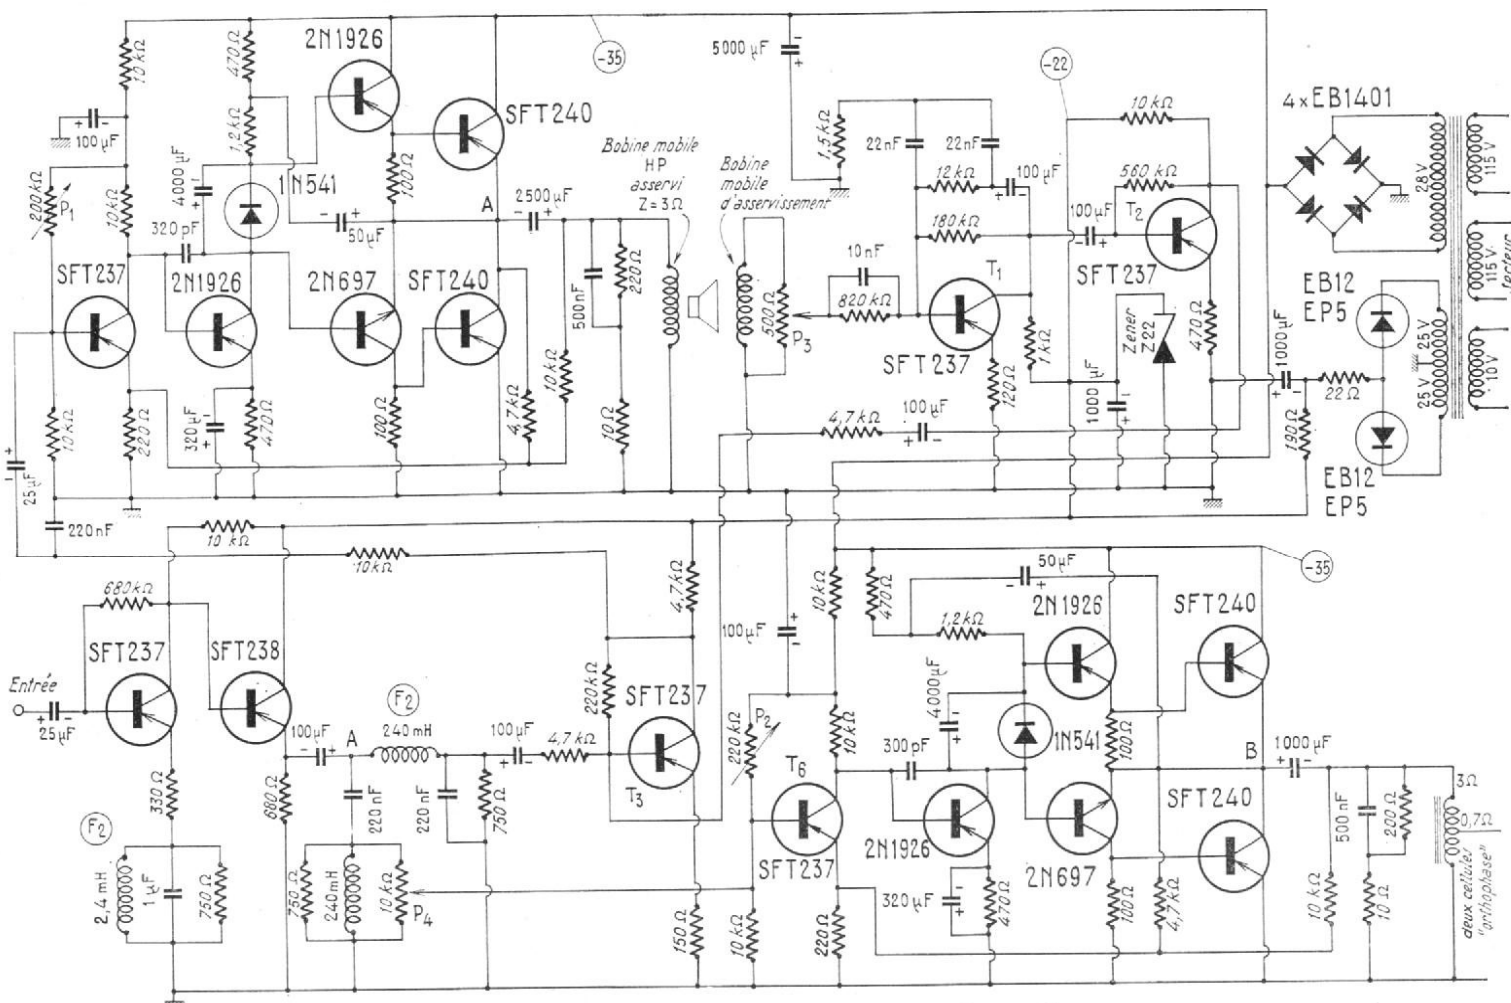 2N1926
-35
5000 µF
- +
-22
10 kΩ
4 x EB1401
10 kΩ
470 Ω
SFT240
+ -
100 µF
1,2 kΩ
1,5 kΩ
22 nF
22 nF
28 V
115 V
560 kΩ
Bobine mobile
HP
asservi
Z = 3 Ω
Bobine
mobile
d'asservissement
12 kΩ
100 µF
200 kΩ
P1
10 kΩ
4000 µF
1N541
100 Ω
A
2500 µF
- +
50 µF
320 pF
180 kΩ
100 µF
T2
SFT237
115 V
secteur
SFT237
2N1926
2N697
SFT240
500 nF
220 Ω
500 Ω
P3
10 nF
820 kΩ
T1
SFT237
1 kΩ
Zener
Z22
470 Ω
1000 µF
EB12
EP5
25 V
25 V
10 V
22 Ω
10 kΩ
220 Ω
320 µF
470 Ω
100 Ω
4,7 kΩ
10 kΩ
10 Ω
120 Ω
1000 µF
4,7 kΩ
100 µF
190 Ω
EB12
EP5
25 µF
220 nF
10 kΩ
10 kΩ
-35
680 kΩ
4,7 kΩ
10 kΩ
470 Ω
50 µF
2N1926
SFT240
SFT237
SFT238
100 µF
1,2 kΩ
Entrée
25 µF
F2
240 mH
220 kΩ
SFT237
T3
P2
220 kΩ
10 kΩ
4000 µF
1N541
100 Ω
100 µF
A
100 µF
4,7 kΩ
T6
300 pF
B
1000 µF
330 Ω
680 Ω
220 nF
220 nF
750 Ω
SFT237
2N1926
2N697
SFT240
3 Ω
0,7 Ω
500 nF
200 Ω
F2
2,4 mH
1 µF
750 Ω
750 Ω
240 mH
10 kΩ
P4
150 Ω
10 kΩ
220 Ω
320 µF
470 Ω
100 Ω
4,7 kΩ
10 kΩ
10 Ω
deux cellules
"orthophase"